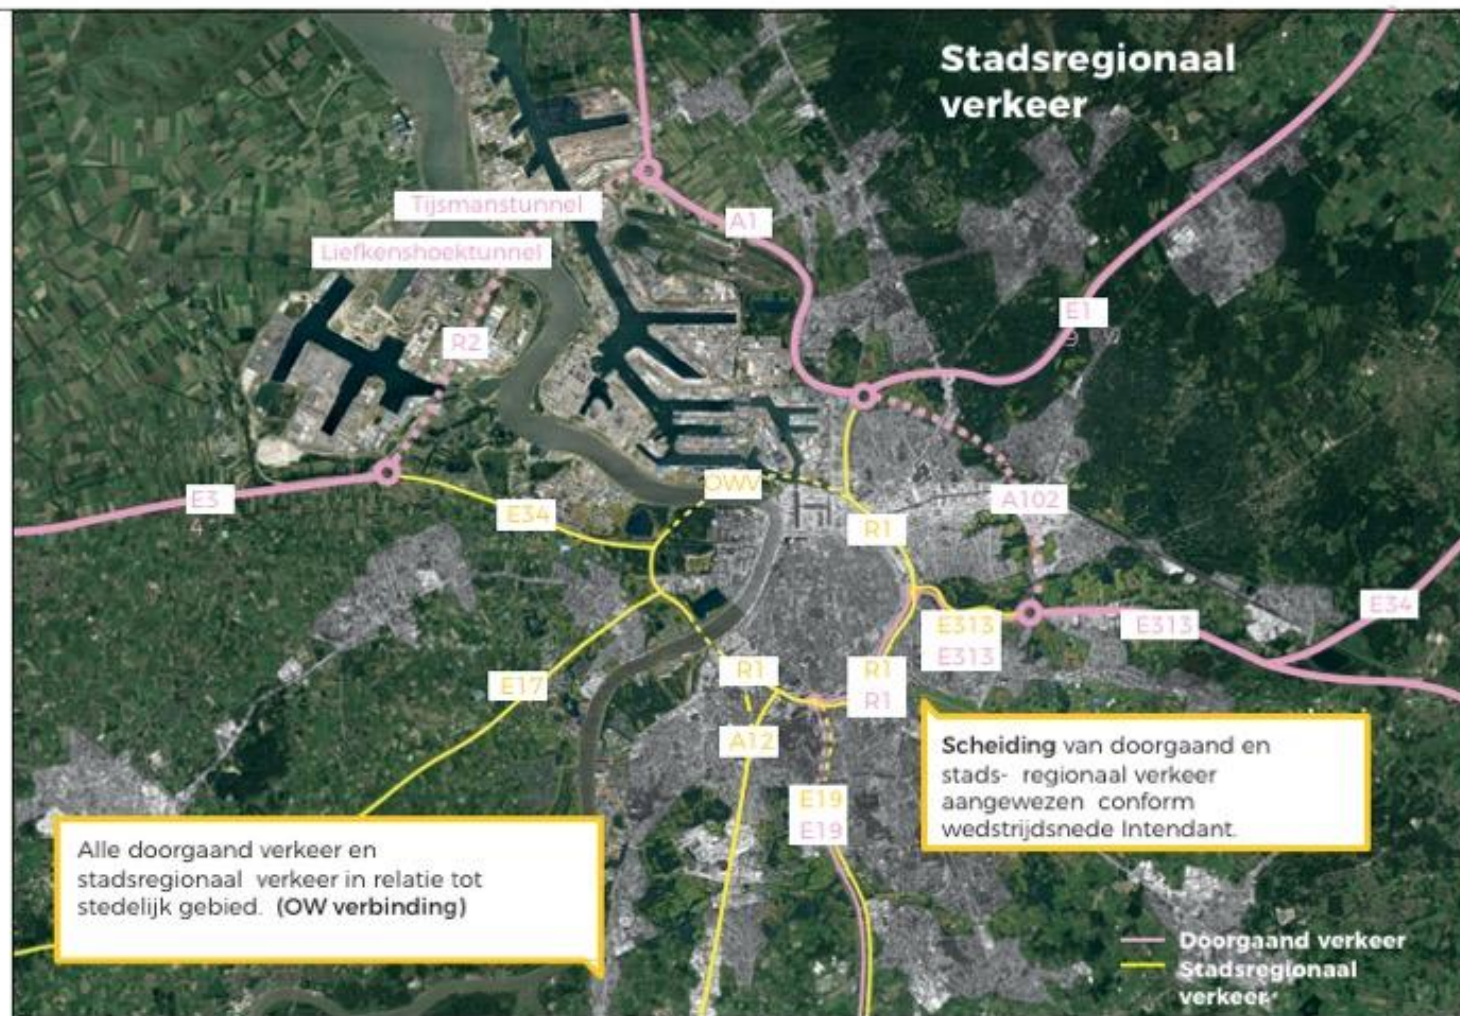 Stadsregionaal
verkeer
Tijsmanstunnel
A1
Liefkenshoektunnel
E1
9
R2
E3
4
OWV
A102
E34
R1
E34
E313
E313
E313
R1
R1
R1
E17
A12
Scheiding van doorgaand en
stads- regionaal verkeer
aangewezen conform
wedstrijdsnede Intendant.
E19
E19
Alle doorgaand verkeer en
stadsregionaal verkeer in relatie tot
stedelijk gebied. (OW verbinding)
Doorgaand verkeer
Stadsregionaal
verkeer